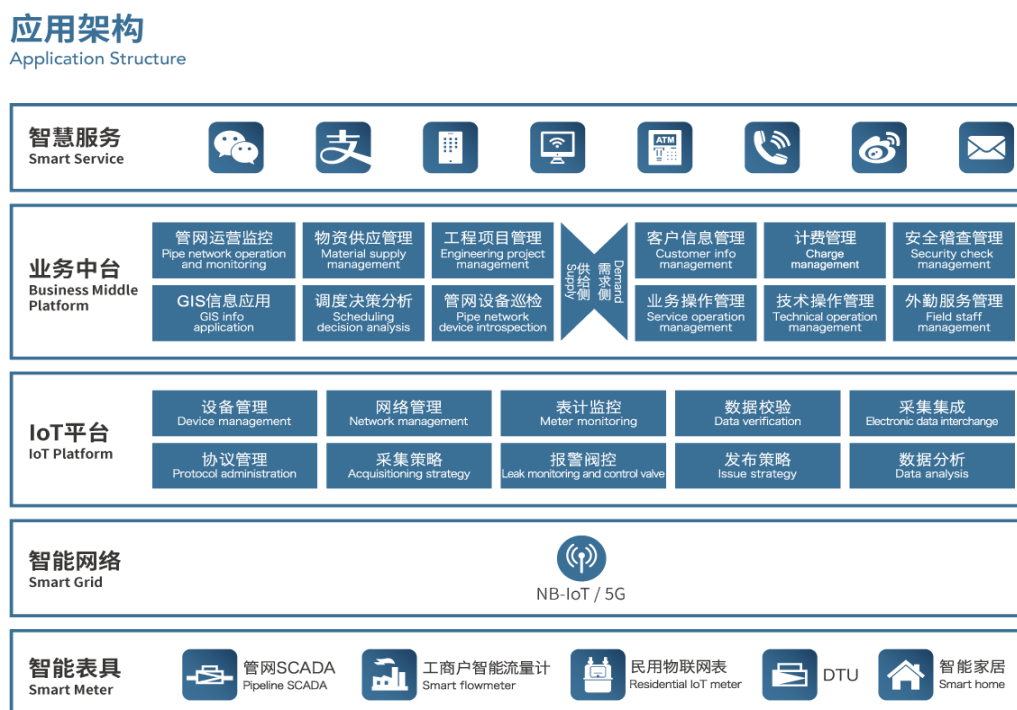 应用架构
Application Structure
智慧服务
Smart Service
支
ATM
业务中台
Business Middle
Platform
管网运营监控
Pipe network operation
and monitoring
物资供应管理
Material supply
management
工程项目管理
Engineering project
management
GIS信息应用
GIS info
application
调度决策分析
Scheduling
decision analysis
管网设备巡检
Pipe network
device introspection
供给侧
Supply
需求侧
Demand
客户信息管理
Customer info
management
计费管理
Charge
management
安全稽查管理
Security check
management
业务操作管理
Service operation
management
技术操作管理
Technical operation
management
外勤服务管理
Field staff
management
IoT平台
IoT Platform
设备管理
Device management
网络管理
Network management
表计监控
Meter monitoring
数据校验
Data verification
采集集成
Electronic data interchange
协议管理
Protocol administration
采集策略
Acquisitioning strategy
报警阀控
Leak monitoring and control valve
发布策略
Issue strategy
数据分析
Data analysis
智能网络
Smart Grid
NB-IoT / 5G
智能表具
Smart Meter
管网SCADA
Pipeline SCADA
工商户智能流量计
Smart flowmeter
民用物联网表
Residential IoT meter
DTU
智能家居
Smart home